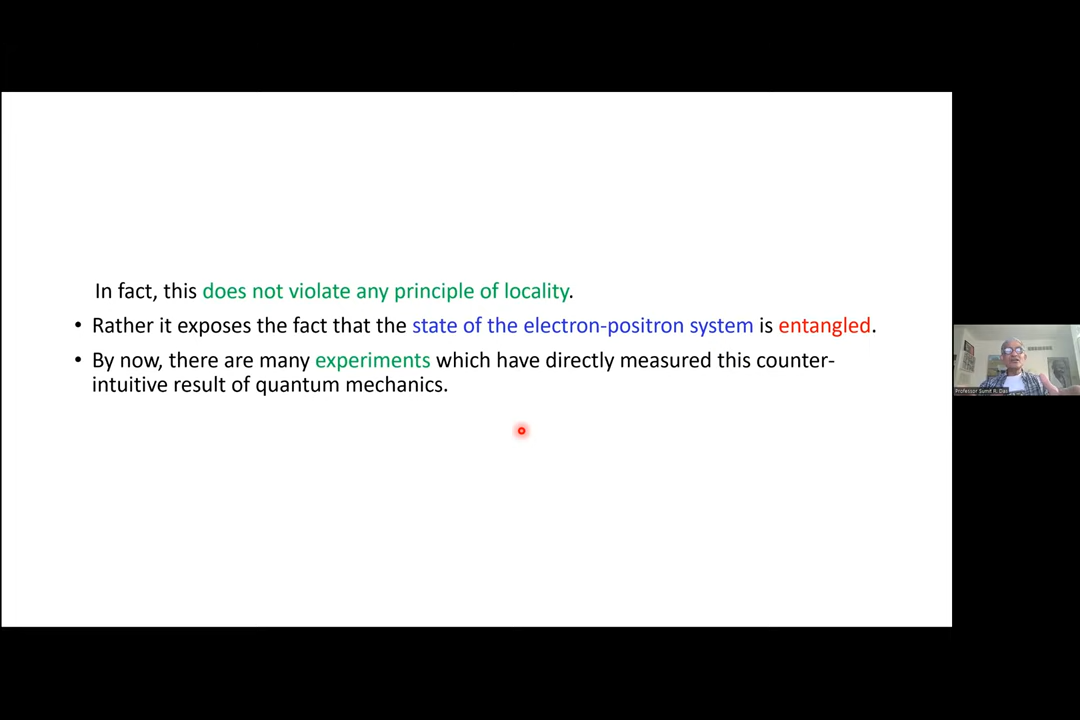 In fact, this does not violate any principle of locality.
• Rather it exposes the fact that the state of the electron-positron system is entangled.
• By now, there are many experiments which have directly measured this counter-
intuitive result of quantum mechanics.
Professor Sumit R. Das